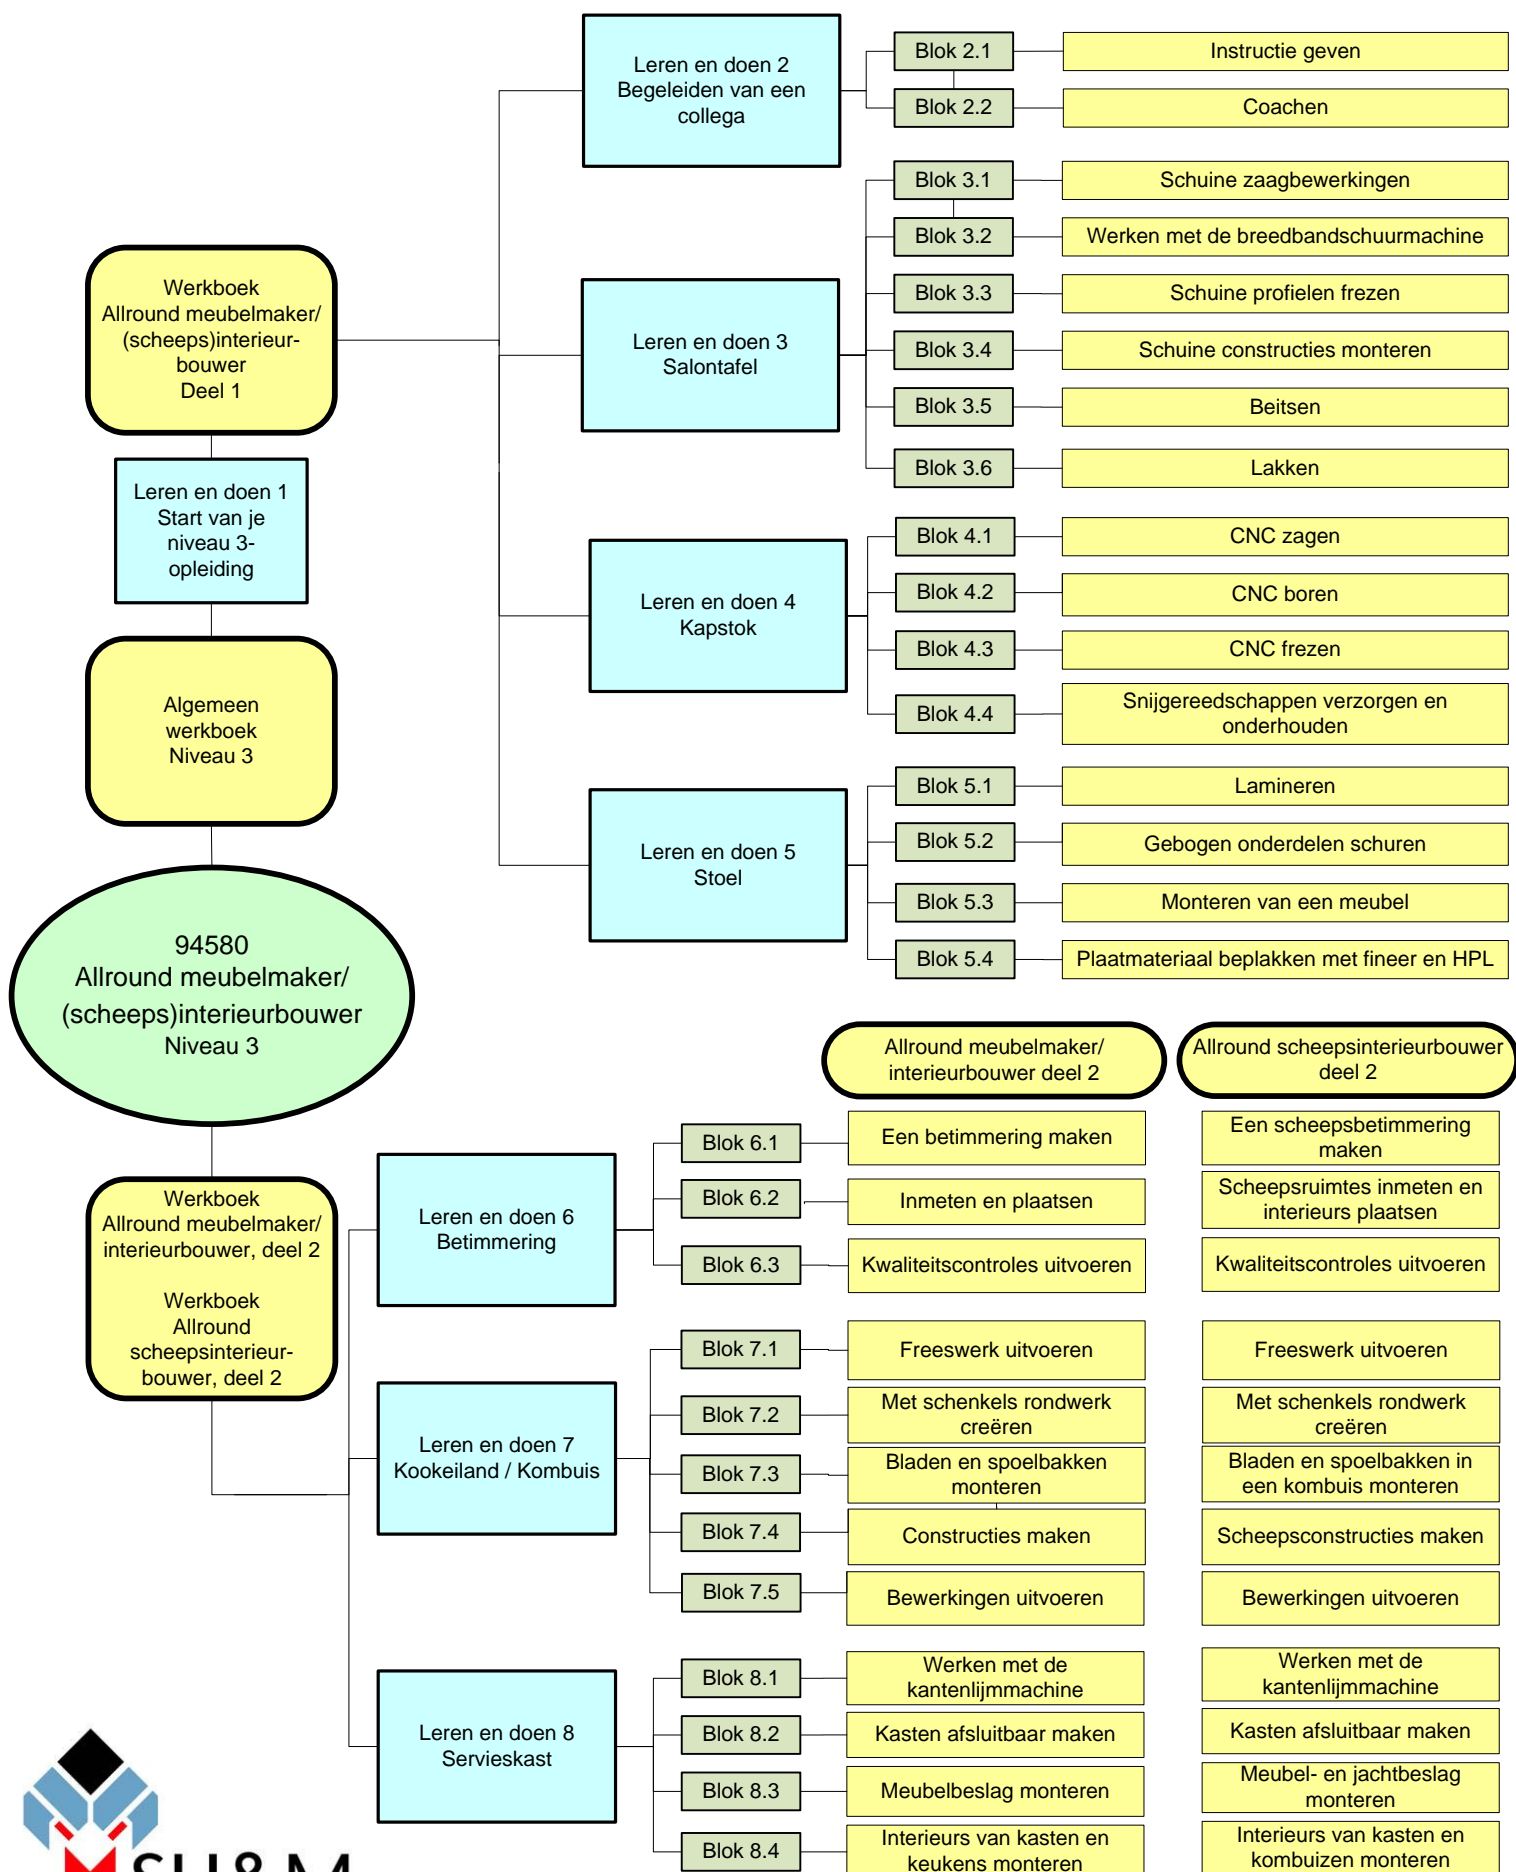 Leren en doen 2
Begeleiden van een
collega
Blok 2.1
Instructie geven
Blok 2.2
Coachen
Werkboek
Allround meubelmaker/
(scheeps)interieur-
bouwer
Deel 1
Leren en doen 3
Salontafel
Blok 3.1
Schuine zaagbewerkingen
Blok 3.2
Werken met de breedbandschuurmachine
Blok 3.3
Schuine profielen frezen
Blok 3.4
Schuine constructies monteren
Blok 3.5
Beitsen
Blok 3.6
Lakken
Leren en doen 1
Start van je
niveau 3-
opleiding
Leren en doen 4
Kapstok
Blok 4.1
CNC zagen
Blok 4.2
CNC boren
Blok 4.3
CNC frezen
Blok 4.4
Snijgereedschappen verzorgen en
onderhouden
Algemeen
werkboek
Niveau 3
Leren en doen 5
Stoel
Blok 5.1
Lamineren
Blok 5.2
Gebogen onderdelen schuren
Blok 5.3
Monteren van een meubel
Blok 5.4
Plaatmateriaal beplakken met fineer en HPL
94580
Allround meubelmaker/
(scheeps)interieurbouwer
Niveau 3
Allround meubelmaker/
interieurbouwer deel 2
Allround scheepsinterieurbouwer
deel 2
Werkboek
Allround meubelmaker/
interieurbouwer, deel 2
Werkboek
Allround
scheepsinterieur-
bouwer, deel 2
Leren en doen 6
Betimmering
Blok 6.1
Een betimmering maken
Een scheepsbetimmering
maken
Blok 6.2
Inmeten en plaatsen
Scheepsruimtes inmeten en
interieurs plaatsen
Blok 6.3
Kwaliteitscontroles uitvoeren
Kwaliteitscontroles uitvoeren
Leren en doen 7
Kookeiland / Kombuis
Blok 7.1
Freeswerk uitvoeren
Freeswerk uitvoeren
Blok 7.2
Met schenkels rondwerk
creëren
Met schenkels rondwerk
creëren
Blok 7.3
Bladen en spoelbakken
monteren
Bladen en spoelbakken in
een kombuis monteren
Blok 7.4
Constructies maken
Scheepsconstructies maken
Blok 7.5
Bewerkingen uitvoeren
Bewerkingen uitvoeren
Leren en doen 8
Servieskast
Blok 8.1
Werken met de
kantenlijmmachine
Werken met de
kantenlijmmachine
Blok 8.2
Kasten afsluitbaar maken
Kasten afsluitbaar maken
Blok 8.3
Meubelbeslag monteren
Meubel- en jachtbeslag
monteren
Blok 8.4
Interieurs van kasten en
keukens monteren
Interieurs van kasten en
kombuizen monteren
SH&M